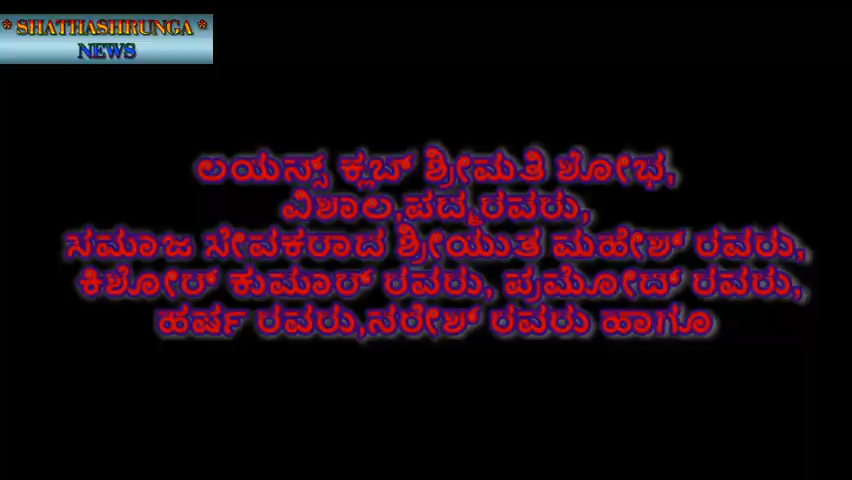 * SHATHASHRUNGA *
NEWS
ಲಯನ್ಸ್ ಕ್ಲಬ್ ಶ್ರೀಮತಿ ಶೋಭ,
ವಿಶಾಲ,ಪದ್ಮರವರು,
ಸಮಾಜ ಸೇವಕರಾದ ಶ್ರೀಯುತ ಮಹೇಶ್ ರವರು,
ಕಿಶೋರ್ ಕುಮಾರ್ ರವರು, ಪ್ರಮೋದ್ ರವರು,
ಹರ್ಷ ರವರು,ನರೇಶ್ ರವರು ಹಾಗೂ